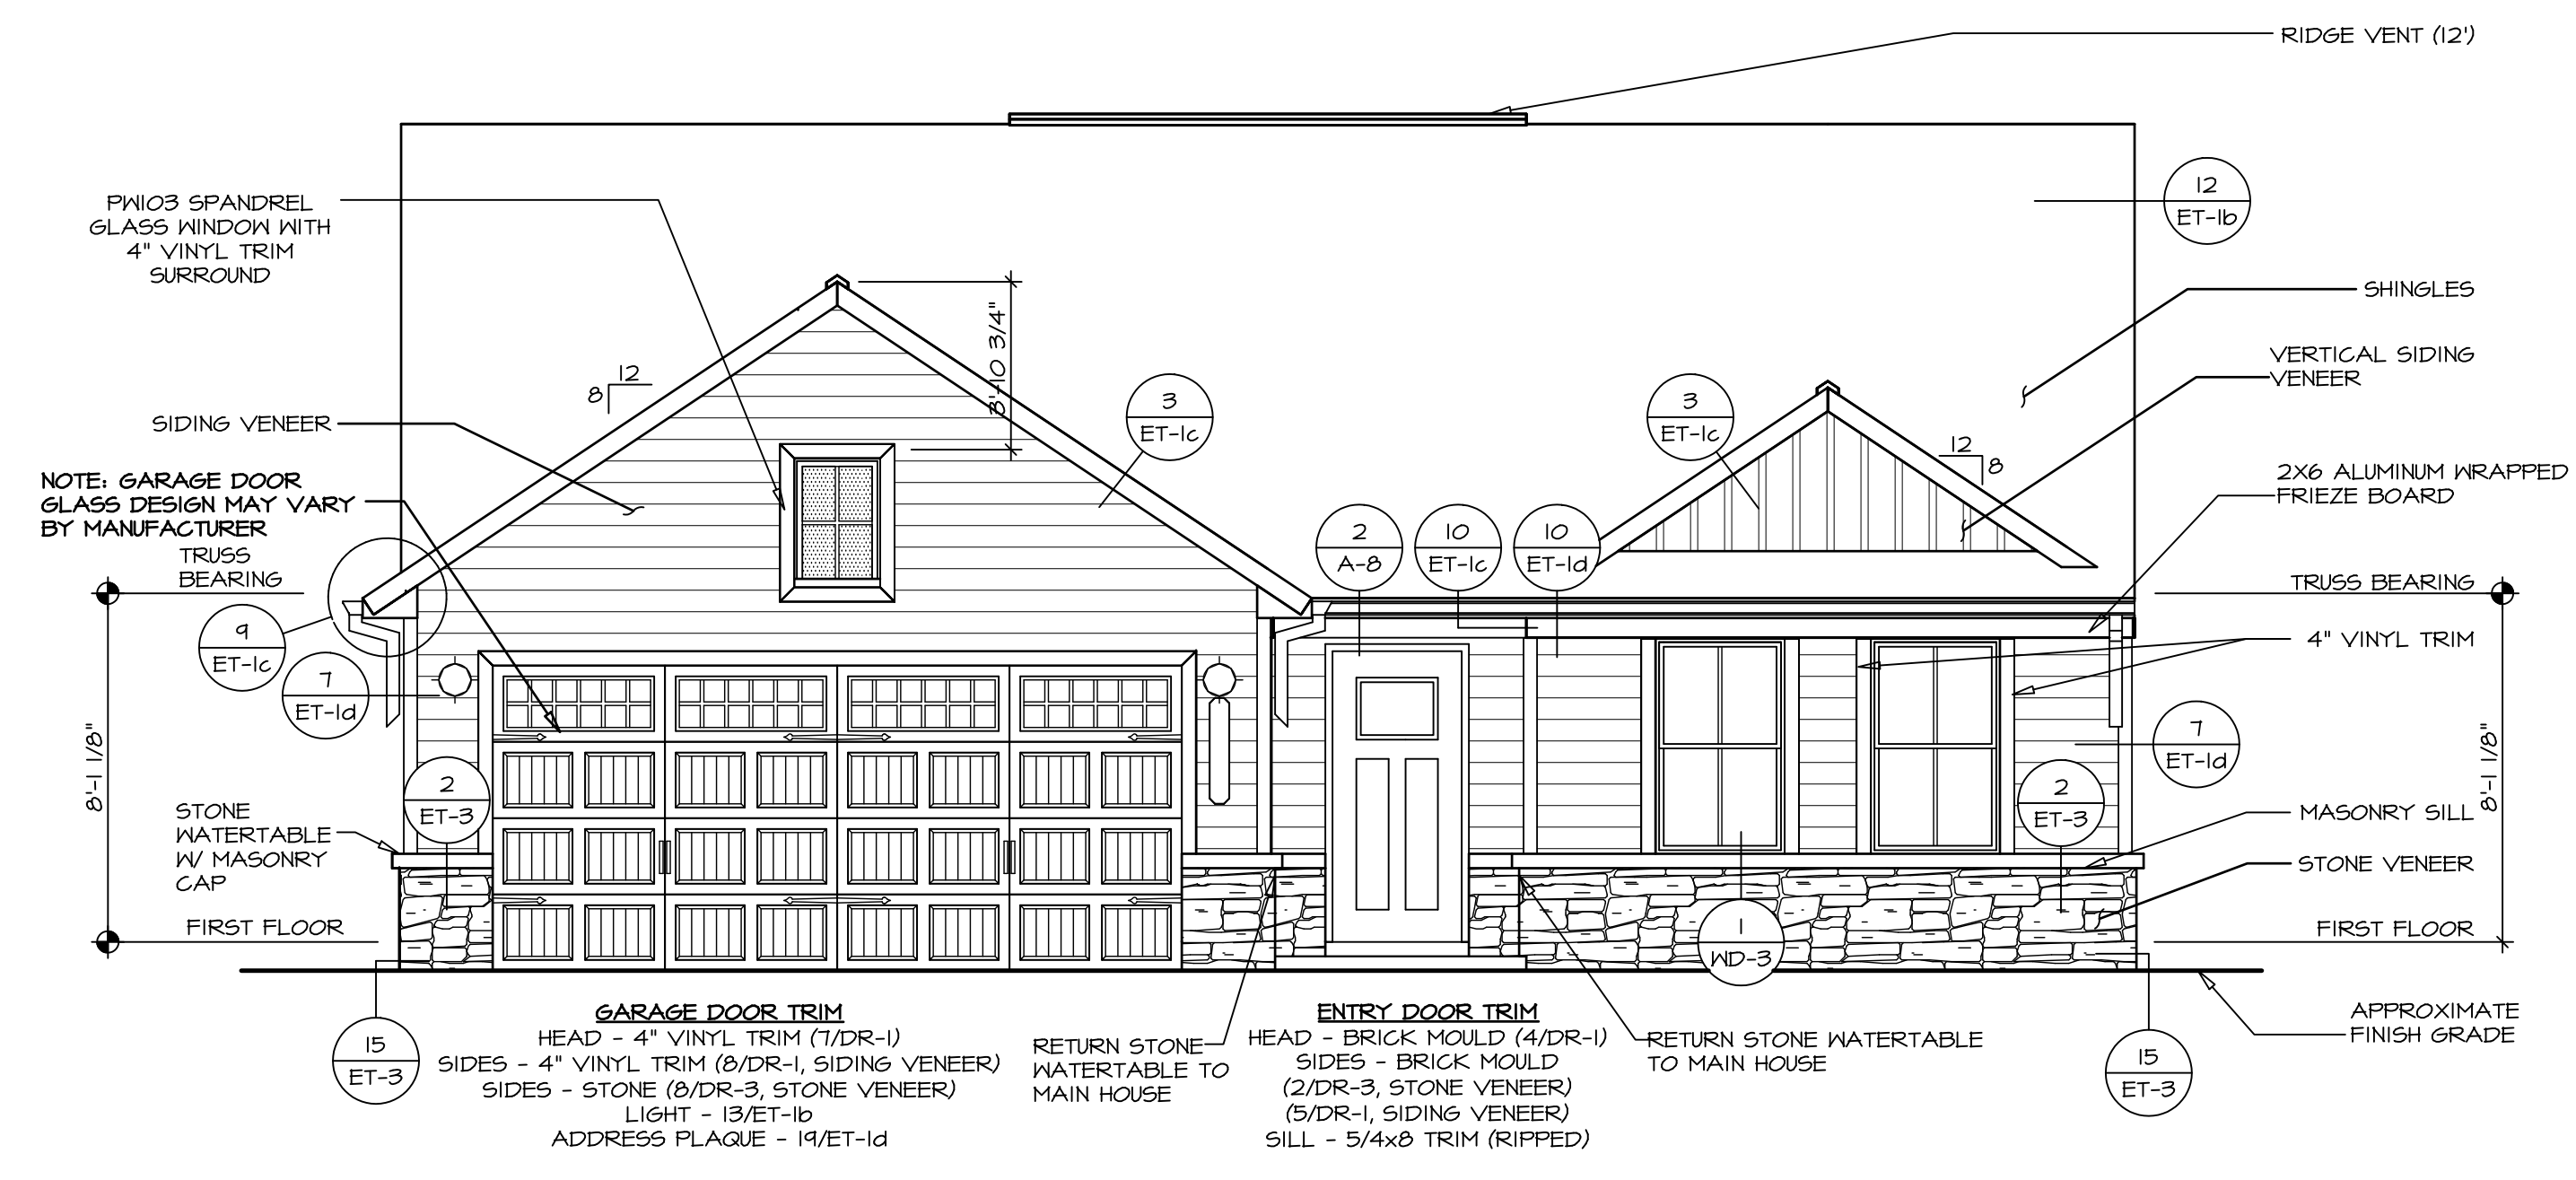 RIDGE VENT (12')
12
ET-1b
PW103 SPANDREL
GLASS WINDOW WITH
4" VINYL TRIM
SURROUND
SHINGLES
3'-10 3/4"
VERTICAL SIDING
VENEER
12
8
SIDING VENEER
3
ET-1c
3
ET-1c
12
8
NOTE: GARAGE DOOR
GLASS DESIGN MAY VARY
BY MANUFACTURER
2X6 ALUMINUM WRAPPED
FRIEZE BOARD
2
A-8
10
ET-1c
10
ET-1d
TRUSS
BEARING
TRUSS BEARING
9
ET-1c
4" VINYL TRIM
7
ET-1d
7
ET-1d
8'-1 1/8"
8'-1 1/8"
2
ET-3
2
ET-3
STONE
WATERTABLE
W/ MASONRY
CAP
MASONRY SILL
STONE VENEER
FIRST FLOOR
FIRST FLOOR
1
WD-3
15
ET-3
GARAGE DOOR TRIM
HEAD - 4" VINYL TRIM (7/DR-1)
SIDES - 4" VINYL TRIM (8/DR-1, SIDING VENEER)
SIDES - STONE (8/DR-3, STONE VENEER)
LIGHT - 13/ET-1b
ADDRESS PLAQUE - 19/ET-1d
RETURN STONE
WATERTABLE TO
MAIN HOUSE
ENTRY DOOR TRIM
HEAD - BRICK MOULD (4/DR-1)
SIDES - BRICK MOULD
(2/DR-3, STONE VENEER)
(5/DR-1, SIDING VENEER)
SILL - 5/4x8 TRIM (RIPPED)
RETURN STONE WATERTABLE
TO MAIN HOUSE
APPROXIMATE
FINISH GRADE
15
ET-3